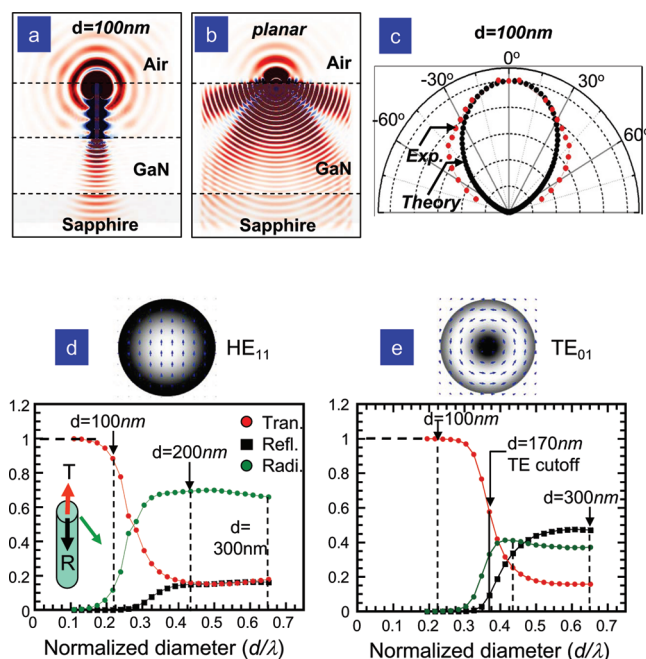 a
d=100nm
Air
GaN
Sapphire
b
planar
Air
GaN
Sapphire
c
d=100nm
0º
-30º
30º
-60º
60º
Exp.
Theory
d
HE11
1.2
1
0.8
0.6
0.4
0.2
0
d=100nm
Tran.
Refl.
Radi.
d=200nm
T
R
d=
300nm
0 0.1 0.2 0.3 0.4 0.5 0.6 0.7
Normalized diameter (d/λ)
e
TE01
1.2
1
0.8
0.6
0.4
0.2
0
d=100nm
d=170nm
TE cutoff
d=300nm
0 0.1 0.2 0.3 0.4 0.5 0.6 0.7
Normalized diameter (d/λ)